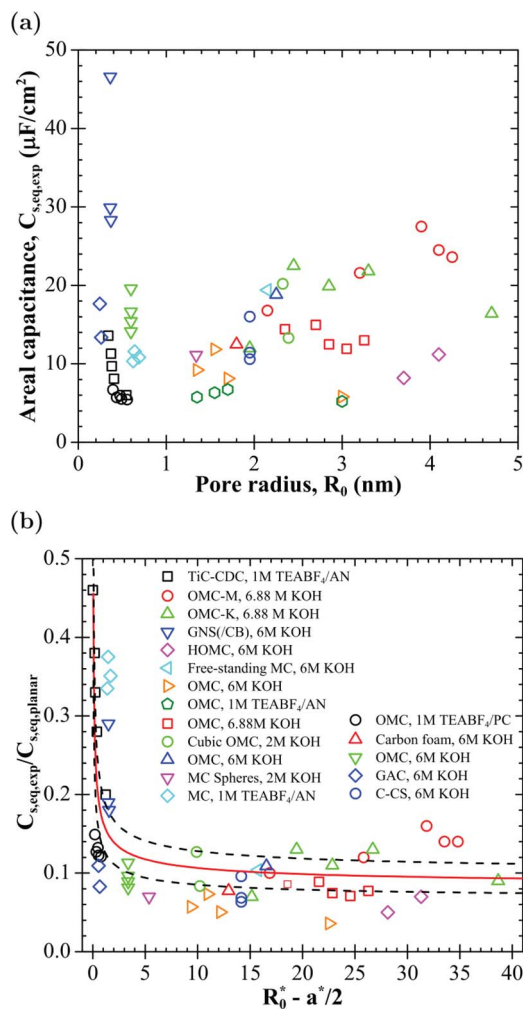 (a)
50
40
30
20
10
0
Areal capacitance, C_s,eq,exp (μF/cm²)
0 1 2 3 4 5
Pore radius, R₀ (nm)
(b)
0.5
0.4
0.3
0.2
0.1
0.0
C_s,eq,exp/C_s,eq,planar
TiC-CDC, 1M TEABF₄/AN
OMC-M, 6.88 M KOH
OMC-K, 6.88 M KOH
GNS(/CB), 6M KOH
HOMC, 6M KOH
Free-standing MC, 6M KOH
OMC, 6M KOH
OMC, 1M TEABF₄/AN
OMC, 6.88M KOH
Cubic OMC, 2M KOH
OMC, 6M KOH
MC Spheres, 2M KOH
MC, 1M TEABF₄/AN
OMC, 1M TEABF₄/PC
Carbon foam, 6M KOH
OMC, 6M KOH
GAC, 6M KOH
C-CS, 6M KOH
0 5 10 15 20 25 30 35 40
R₀* - a*/2